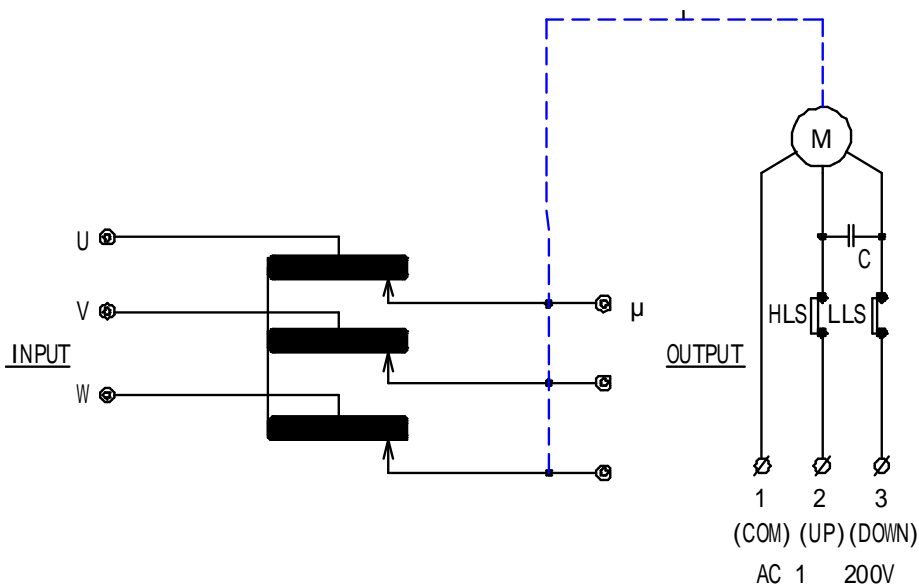 M
U
C
V
μ
HLS LLS
INPUT
OUTPUT
W
1 2 3
(COM) (UP) (DOWN)
AC 1 200V